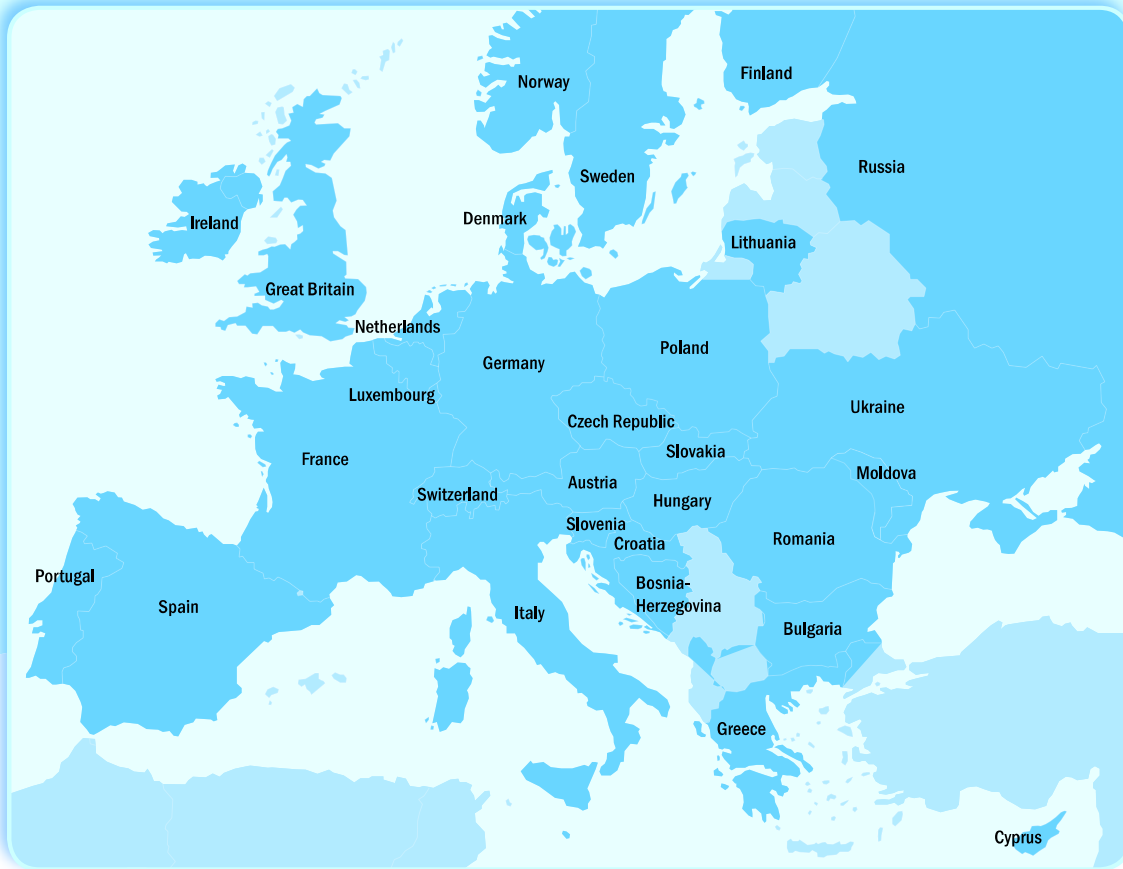 Finland
Norway
Russia
Sweden
Denmark
Ireland
Lithuania
Great Britain
Netherlands
Poland
Germany
Luxembourg
Ukraine
Czech Republic
Slovakia
France
Moldova
Austria
Switzerland
Hungary
Slovenia
Romania
Croatia
Portugal
Bosnia-
Herzegovina
Spain
Italy
Bulgaria
Greece
Cyprus